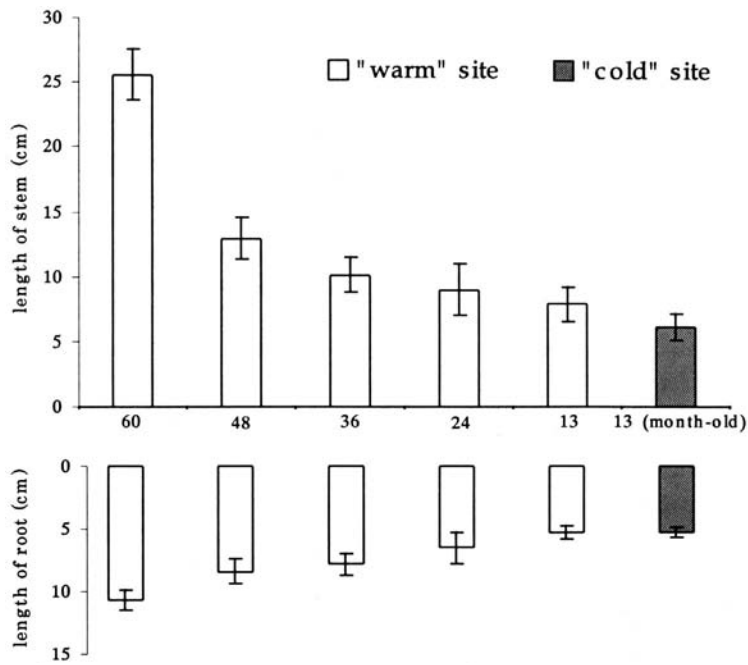 30
"warm" site "cold" site
25
20
15
10
5
0
length of stem (cm)
60 48 36 24 13 13 (month-old)
0
5
10
15
length of root (cm)